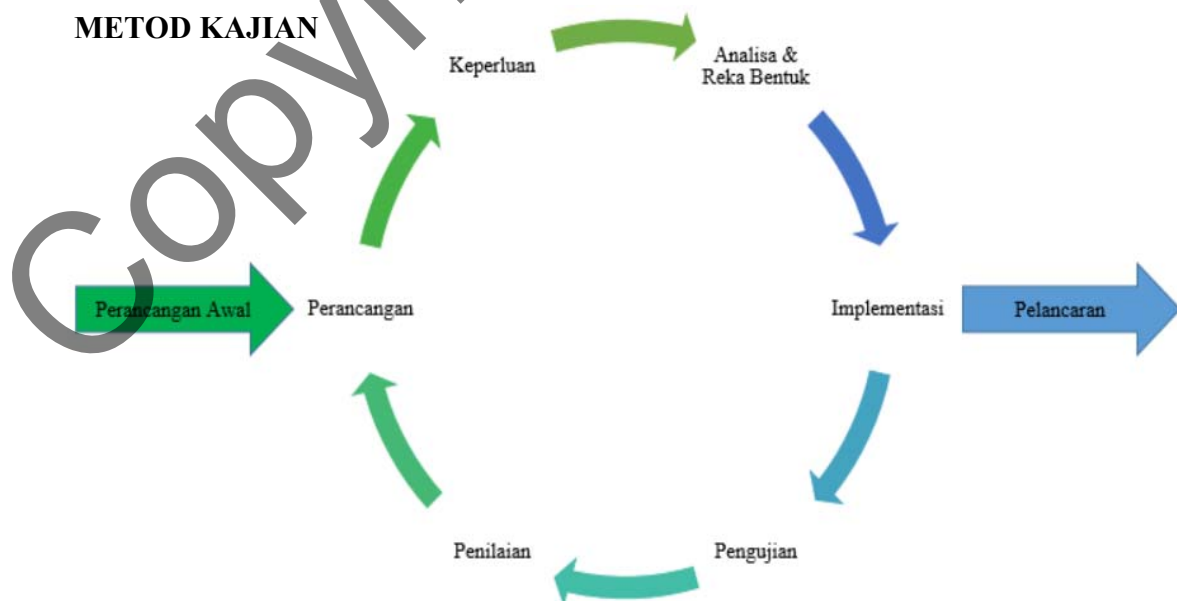 METOD KAJIAN
Keperluan
Analisa &
Reka Bentuk
Perancangan Awal
Perancangan
Implementasi
Pelancaran
Penilaian
Pengujian